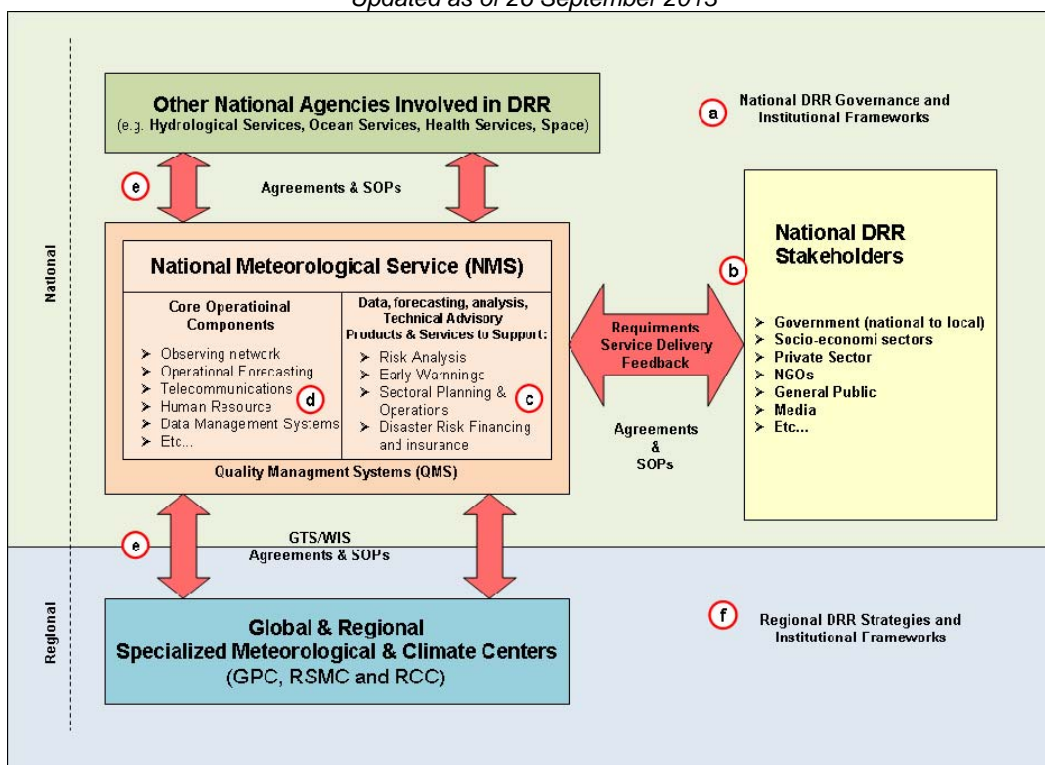 Updated as of 26 September 2013
Other National Agencies Involved in DRR
(e.g. Hydrological Services, Ocean Services, Health Services, Space)
a
National DRR Governance and
Institutional Frameworks
e
Agreements & SOPs
National
National Meteorological Service (NMS)
Core Operatioinal
Components
➢ Observing network
➢ Operational Forecasting
➢ Telecommunications
➢ Human Resource
➢ Data Management Systems
➢ Etc...
d
Data, forecasting, analysis,
Technical Advisory
Products & Services to Support:
➢ Risk Analysis
➢ Early Warnnings
➢ Sectoral Planning &
Operations
➢ Disaster Risk Financing
and insurance
c
Quality Managment Systems (QMS)
Requirments
Service Delivery
Feedback
Agreements
&
SOPs
b
National DRR
Stakeholders
➢ Government (national to local)
➢ Socio-economi sectors
➢ Private Sector
➢ NGOs
➢ General Public
➢ Media
➢ Etc...
e
GTS/WIS
Agreements & SOPs
Regional
Global & Regional
Specialized Meteorological & Climate Centers
(GPC, RSMC and RCC)
f
Regional DRR Strategies and
Institutional Frameworks